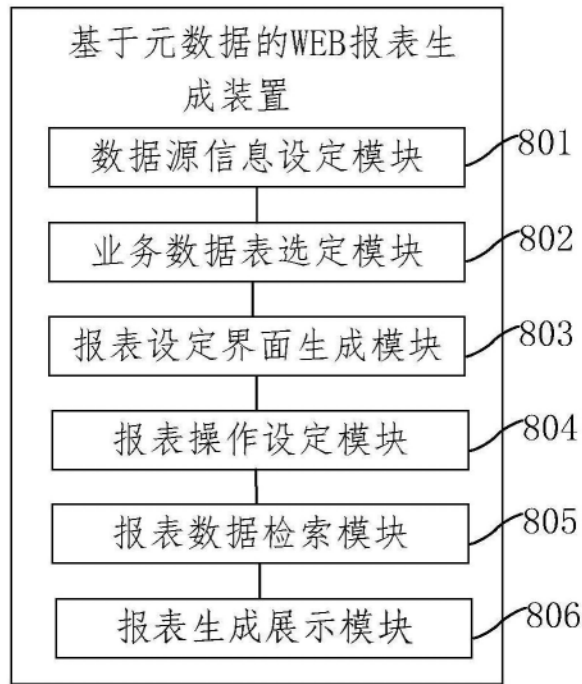 基于元数据的WEB报表生
成装置
数据源信息设定模块
801
业务数据表选定模块
802
报表设定界面生成模块
803
报表操作设定模块
804
报表数据检索模块
805
报表生成展示模块
806